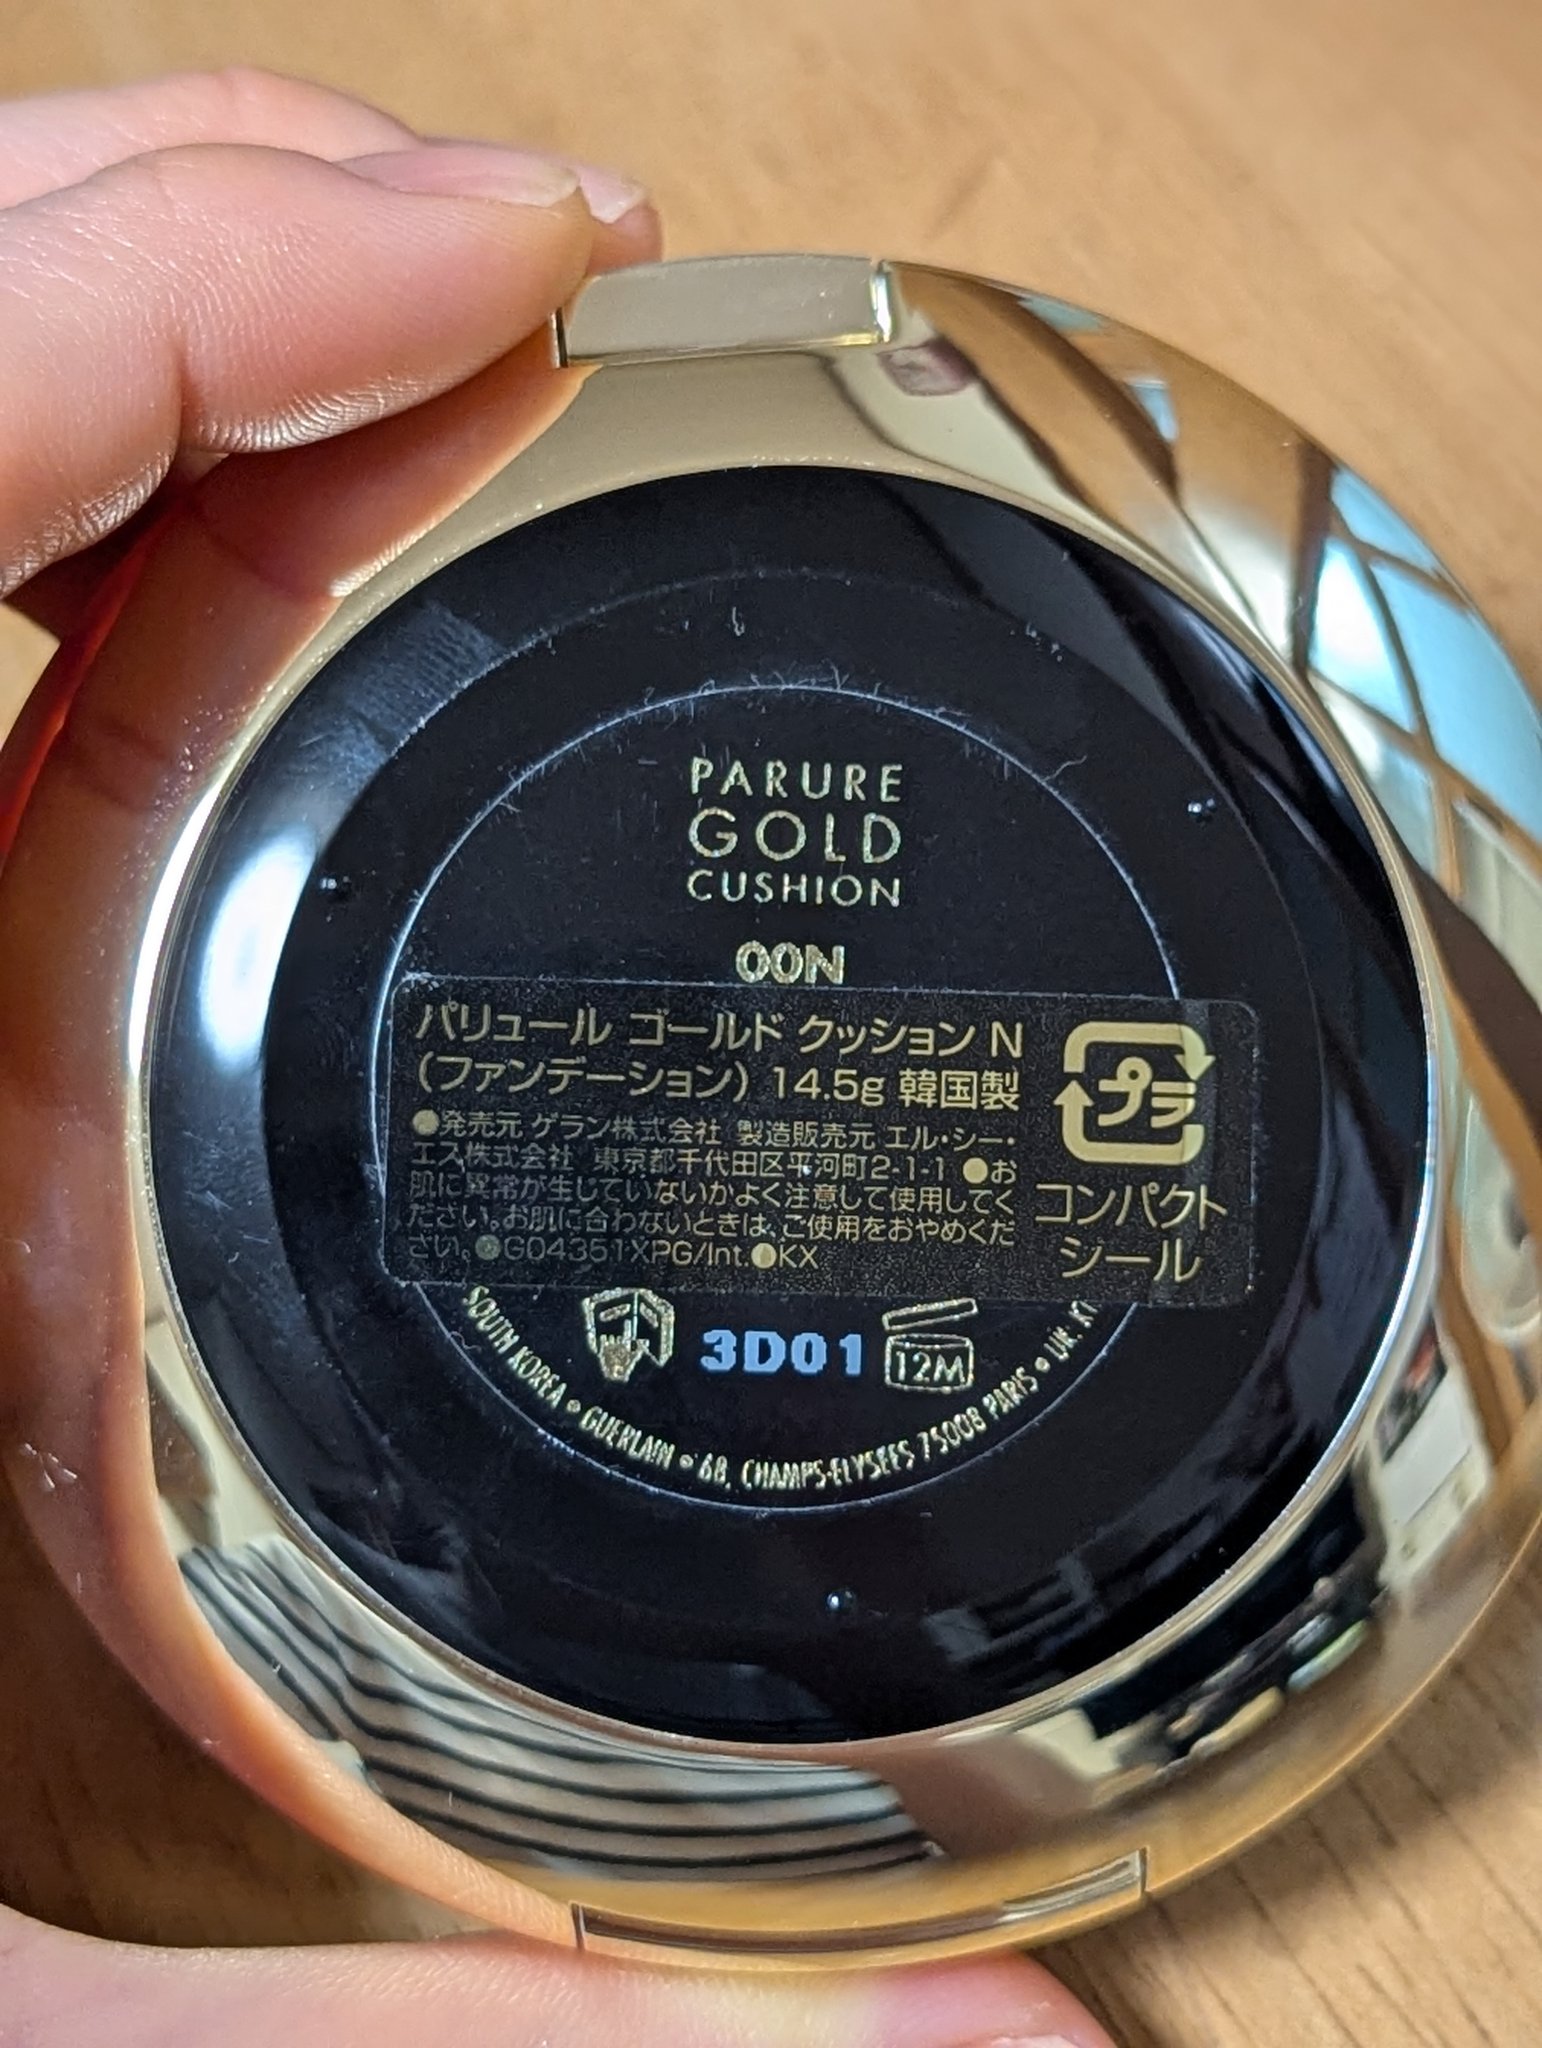 PARURE
GOLD
CUSHION
00N
パリュール ゴールド クッション N
(ファンデーション) 14.5g 韓国製
●発売元 ゲラン株式会社 製造販売元 エル・シー・
エス株式会社 東京都千代田区平河町2-1-1 ●お
肌に異常が生じていないかよく注意して使用してく
ださい。お肌に合わないときは、ご使用をおやめくだ
さい。●G04351XPG/Int.●KX
プラ
コンパクト
シール
3D01
12M
SOUTH KOREA • GUERLAIN • 68, CHAMPS-ELYSEES 75008 PARIS • UK: